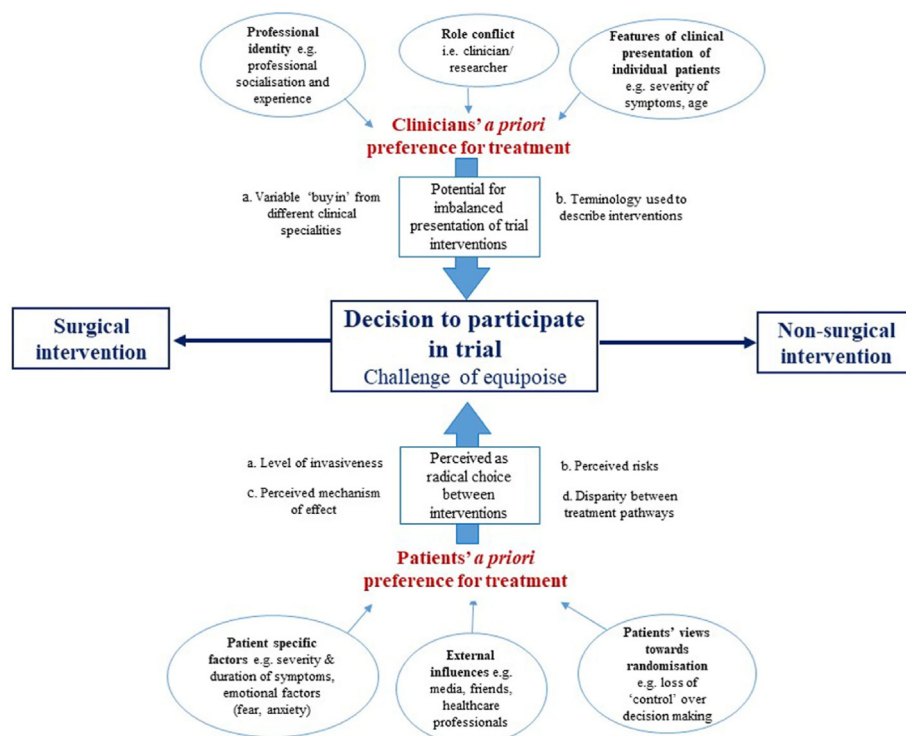 Professional
identity e.g.
professional
socialisation and
experience
Role conflict
i.e. clinician/
researcher
Features of clinical
presentation of
individual patients
e.g. severity of
symptoms, age
Clinicians' a priori
preference for treatment
a. Variable 'buy in' from
different clinical
specialities
Potential for
imbalanced
presentation of trial
interventions
b. Terminology used to
describe interventions
Surgical
intervention
Decision to participate
in trial
Challenge of equipoise
Non-surgical
intervention
a. Level of invasiveness
c. Perceived mechanism
of effect
Perceived as
radical choice
between
interventions
b. Perceived risks
d. Disparity between
treatment pathways
Patients' a priori
preference for treatment
Patient specific
factors e.g. severity &
duration of symptoms,
emotional factors
(fear, anxiety)
External
influences e.g.
media, friends,
healthcare
professionals
Patients' views
towards
randomisation
e.g. loss of
'control' over
decision making